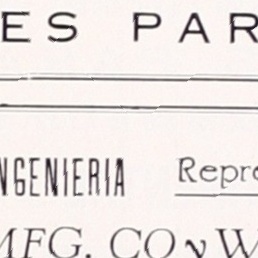 ES PAR
NGENIERIA Repre
MFG. CO y W